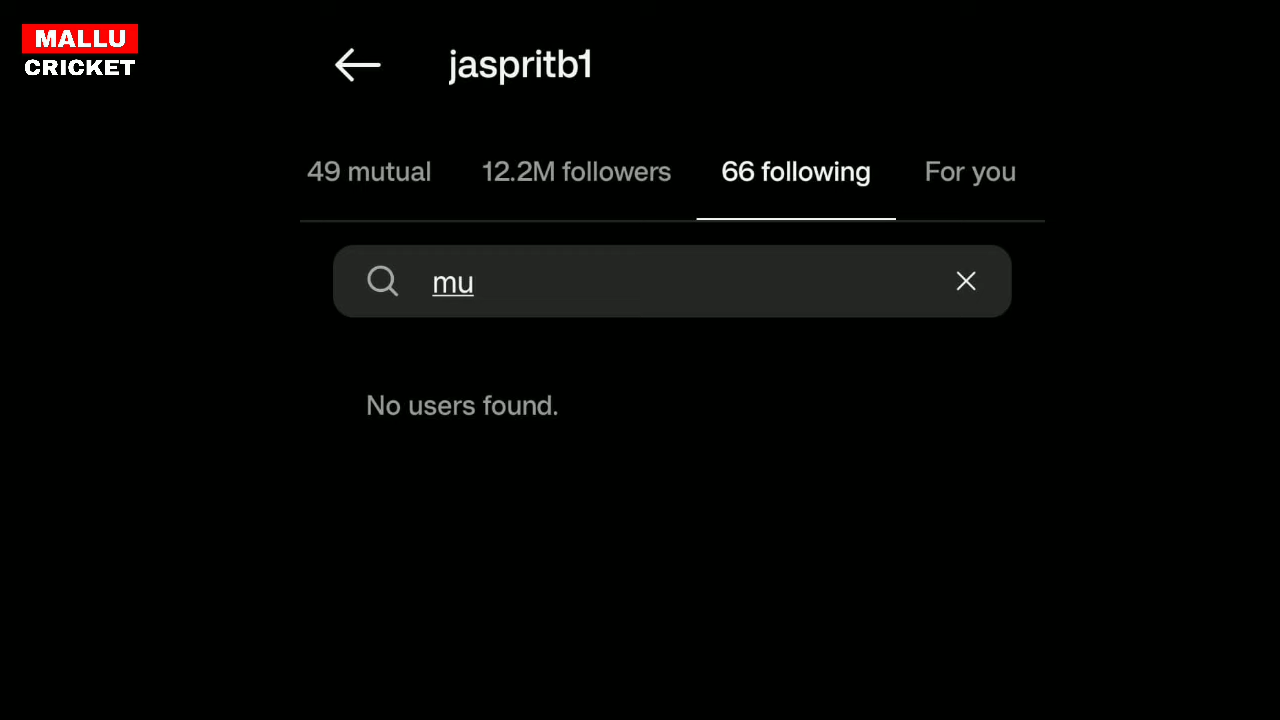 MALLU
CRICKET
jaspritb1
49 mutual 12.2M followers 66 following For you
mu
No users found.